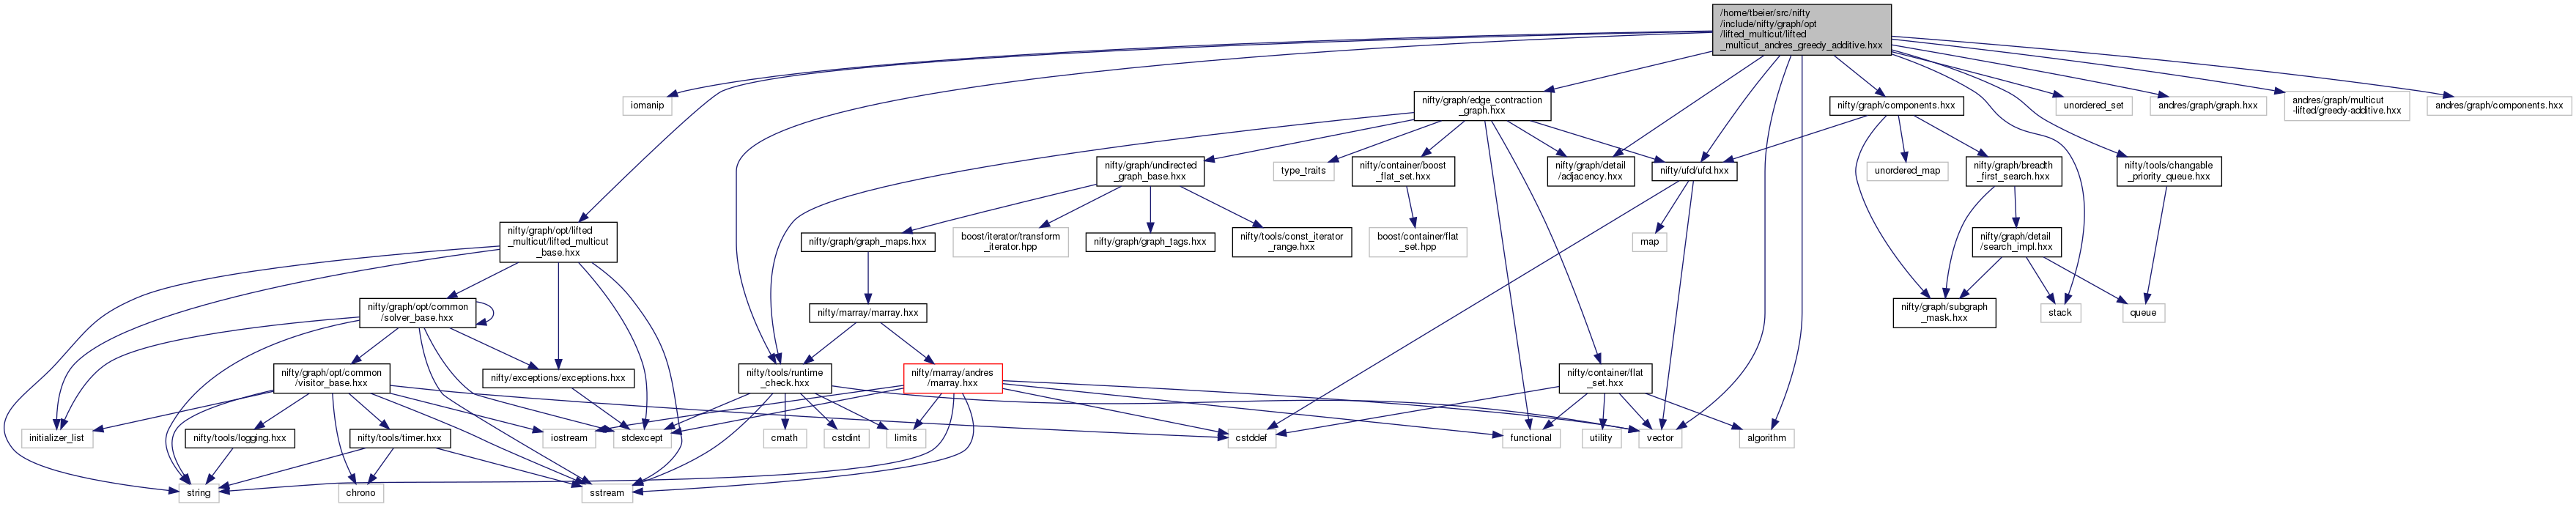 /home/tbeier/src/nifty
/include/nifty/graph/opt
/lifted_multicut/lifted
_multicut_andres_greedy_additive.hxx
iomanip
nifty/graph/edge_contraction
_graph.hxx
nifty/graph/components.hxx
unordered_set
andres/graph/graph.hxx
andres/graph/multicut
-lifted/greedy-additive.hxx
andres/graph/components.hxx
nifty/graph/undirected
_graph_base.hxx
type_traits
nifty/container/boost
_flat_set.hxx
nifty/graph/detail
/adjacency.hxx
nifty/ufd/ufd.hxx
unordered_map
nifty/graph/breadth
_first_search.hxx
nifty/tools/changable
_priority_queue.hxx
nifty/graph/opt/lifted
_multicut/lifted_multicut
_base.hxx
nifty/graph/graph_maps.hxx
boost/iterator/transform
_iterator.hpp
nifty/graph/graph_tags.hxx
nifty/tools/const_iterator
_range.hxx
boost/container/flat
_set.hpp
map
nifty/graph/detail
/search_impl.hxx
nifty/graph/opt/common
/solver_base.hxx
nifty/marray/marray.hxx
nifty/graph/subgraph
_mask.hxx
stack
queue
nifty/graph/opt/common
/visitor_base.hxx
nifty/exceptions/exceptions.hxx
nifty/tools/runtime
_check.hxx
nifty/marray/andres
/marray.hxx
nifty/container/flat
_set.hxx
initializer_list
nifty/tools/logging.hxx
nifty/tools/timer.hxx
iostream
stdexcept
cmath
cstdint
limits
cstddef
functional
utility
vector
algorithm
string
chrono
sstream